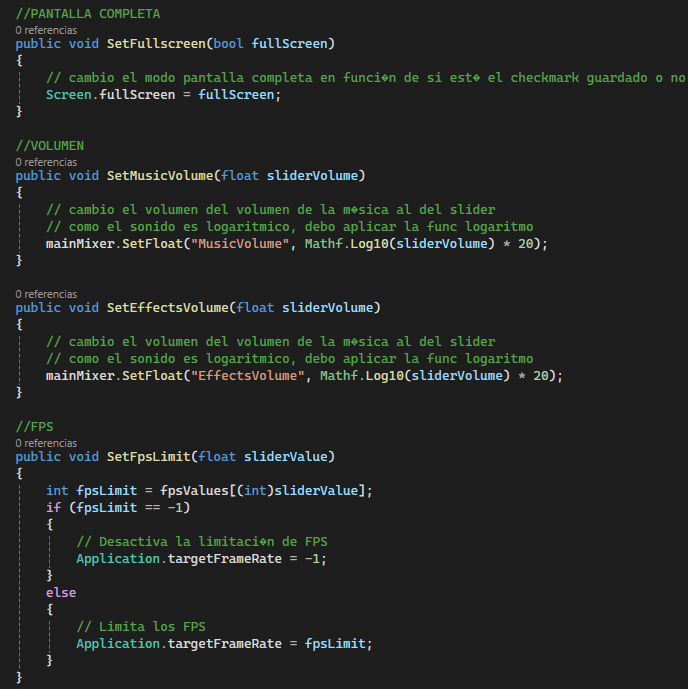 //PANTALLA COMPLETA
0 referencias
public void SetFullscreen(bool fullScreen)
{
// cambio el modo pantalla completa en funci�n de si est� el checkmark guardado o no
Screen.fullScreen = fullScreen;
}
//VOLUMEN
0 referencias
public void SetMusicVolume(float sliderVolume)
{
// cambio el volumen del volumen de la m�sica al del slider
// como el sonido es logaritmico, debo aplicar la func logaritmo
mainMixer.SetFloat("MusicVolume", Mathf.Log10(sliderVolume) * 20);
}
0 referencias
public void SetEffectsVolume(float sliderVolume)
{
// cambio el volumen del volumen de la m�sica al del slider
// como el sonido es logaritmico, debo aplicar la func logaritmo
mainMixer.SetFloat("EffectsVolume", Mathf.Log10(sliderVolume) * 20);
}
//FPS
0 referencias
public void SetFpsLimit(float sliderValue)
{
int fpsLimit = fpsValues[(int)sliderValue];
if (fpsLimit == -1)
{
// Desactiva la limitaci�n de FPS
Application.targetFrameRate = -1;
}
else
{
// Limita los FPS
Application.targetFrameRate = fpsLimit;
}
}